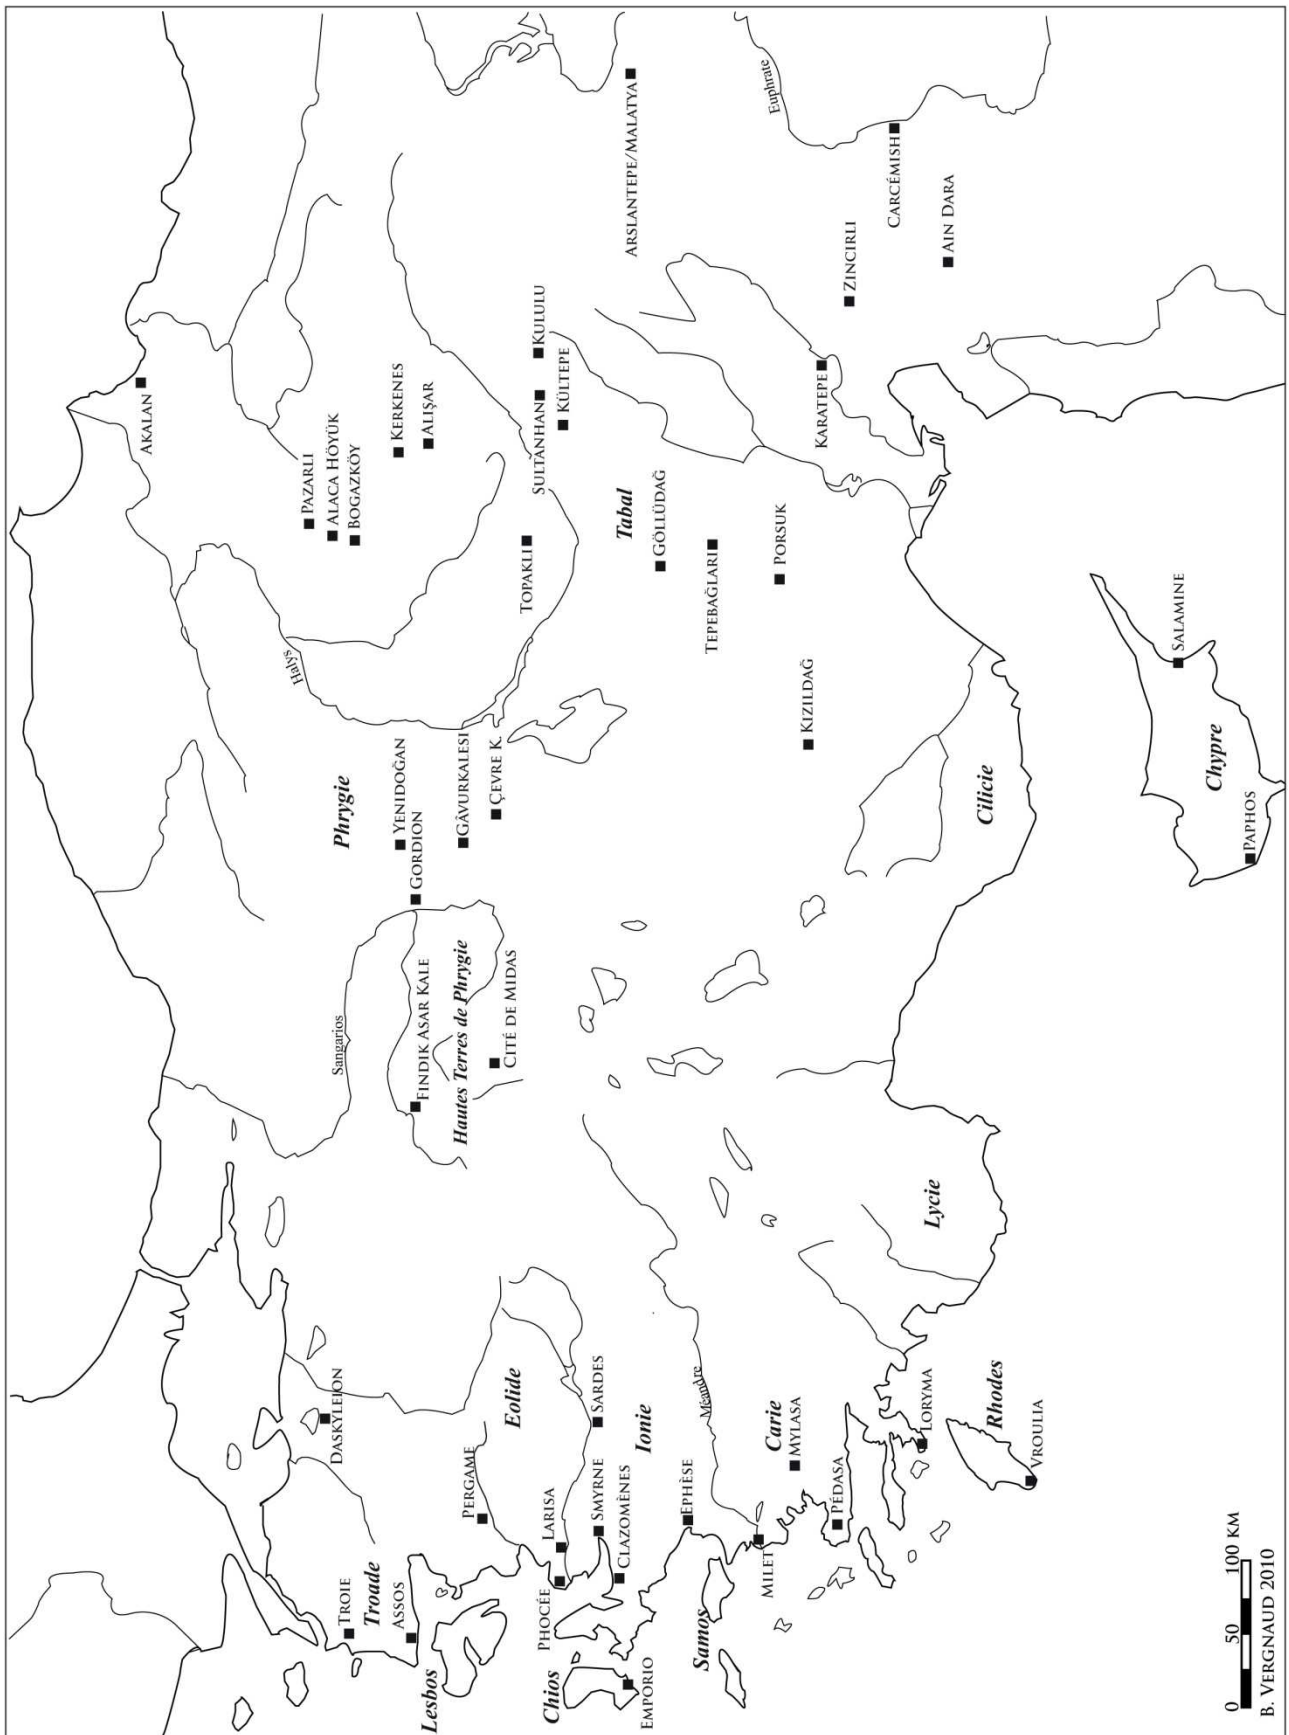 AKALAN
PAZARLI
ALACA HÖYÜK
BOGAZKÖY
KERKENES
ALIŞAR
Halys
Phrygie
YENIDOĞAN
GORDION
GÂVURKALESI
ÇEVRE K.
Sangarios
FINDIK ASAR KALE
Hautes Terres de Phrygie
CITÉ DE MIDAS
TOPAKLI
SULTANHAN
KULULU
KÜLTEPE
ARSLANTEPE/MALATYA
Euphrate
Tabal
GÖLLÜDAĞ
TEPEBAĞLARI
PORSUK
KIZILDAĞ
KARATEPE
ZINCIRLI
CARCÉMISH
AIN DARA
Cilicie
Chypre
SALAMINE
PAPHOS
DASKYLEION
TROIE
Troade
ASSOS
Lesbos
PERGAME
Eolide
LARISA
PHOCÉE
SMYRNE
SARDES
CLAZOMÈNES
Ionie
Chios
EMPORIO
EPHÈSE
Samos
Méandre
MILET
Carie
MYLASA
PÉDASA
Lycie
LORYMA
Rhodes
VROULIA
0 50 100 KM
B. VERGNAUD 2010